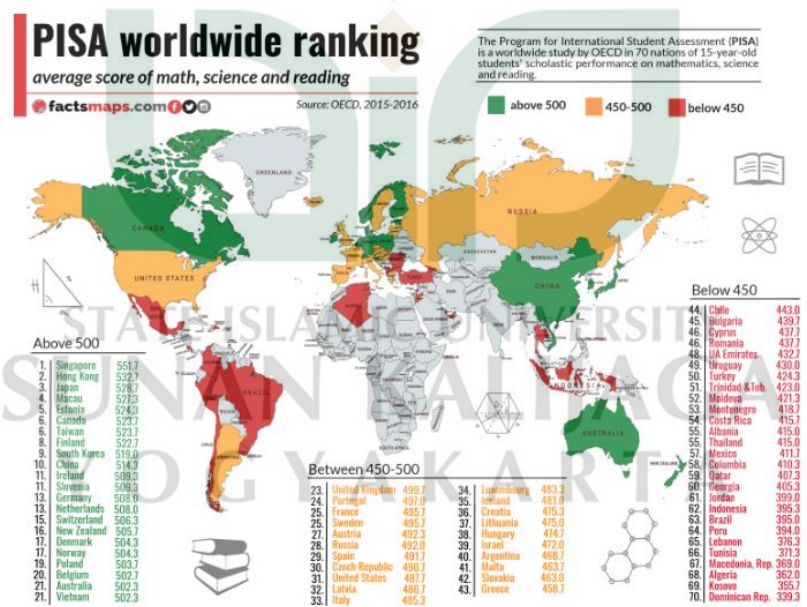 PISA worldwide ranking
average score of math, science and reading
factsmaps.com
Source: OECD, 2015-2016
The Program for International Student Assessment (PISA)
is a worldwide study by OECD in 70 nations of 15-year-old
students' scholastic performance on mathematics, science
and reading.
above 500
450-500
below 450
GREENLAND
CANADA
UNITED STATES
RUSSIA
KAZAKHSTAN
MONGOLIA
CHINA
ALGERIA
BRAZIL
INDONESIA
AUSTRALIA
NEW ZEALAND
SOUTH AFRICA
STATE ISLAMIC UNIVERSITY
SUNAN KALIJAGA
YOGYAKARTA
Above 500
1. Singapore 551.7
2. Hong Kong 532.7
3. Japan 528.7
4. Macau 527.3
5. Estonia 524.3
6. Canada 523.7
6. Taiwan 523.7
8. Finland 522.7
9. South Korea 519.0
10. China 514.3
11. Ireland 509.3
11. Slovenia 509.3
13. Germany 508.0
13. Netherlands 508.0
15. Switzerland 506.3
16. New Zealand 505.7
17. Denmark 504.3
17. Norway 504.3
19. Poland 503.7
20. Belgium 502.7
21. Australia 502.3
21. Vietnam 502.3
Between 450-500
23. United Kingdom 499.7
24. Portugal 497.0
25. France 495.7
25. Sweden 495.7
27. Austria 492.3
28. Russia 492.0
29. Spain 491.7
30. Czech Republic 490.7
31. United States 487.7
32. Latvia 486.7
33. Italy 485.3
34. Luxembourg 483.3
35. Iceland 481.0
36. Croatia 475.3
37. Lithuania 475.0
38. Hungary 474.7
39. Israel 472.0
40. Argentina 468.7
41. Malta 463.7
42. Slovakia 463.0
43. Greece 458.7
Below 450
44. Chile 443.0
45. Bulgaria 439.7
46. Cyprus 437.7
46. Romania 437.7
48. UA Emirates 432.7
49. Uruguay 430.0
50. Turkey 424.3
51. Trinidad & Tob. 423.0
52. Moldova 421.3
53. Montenegro 418.7
54. Costa Rica 415.7
55. Albania 415.0
55. Thailand 415.0
57. Mexico 411.7
58. Columbia 410.3
59. Qatar 407.3
60. Georgia 405.3
61. Jordan 399.0
62. Indonesia 395.3
63. Brazil 395.0
64. Peru 394.0
65. Lebanon 376.3
66. Tunisia 371.3
67. Macedonia, Rep. 369.0
68. Algeria 362.0
69. Kosovo 355.7
70. Dominican Rep. 339.3